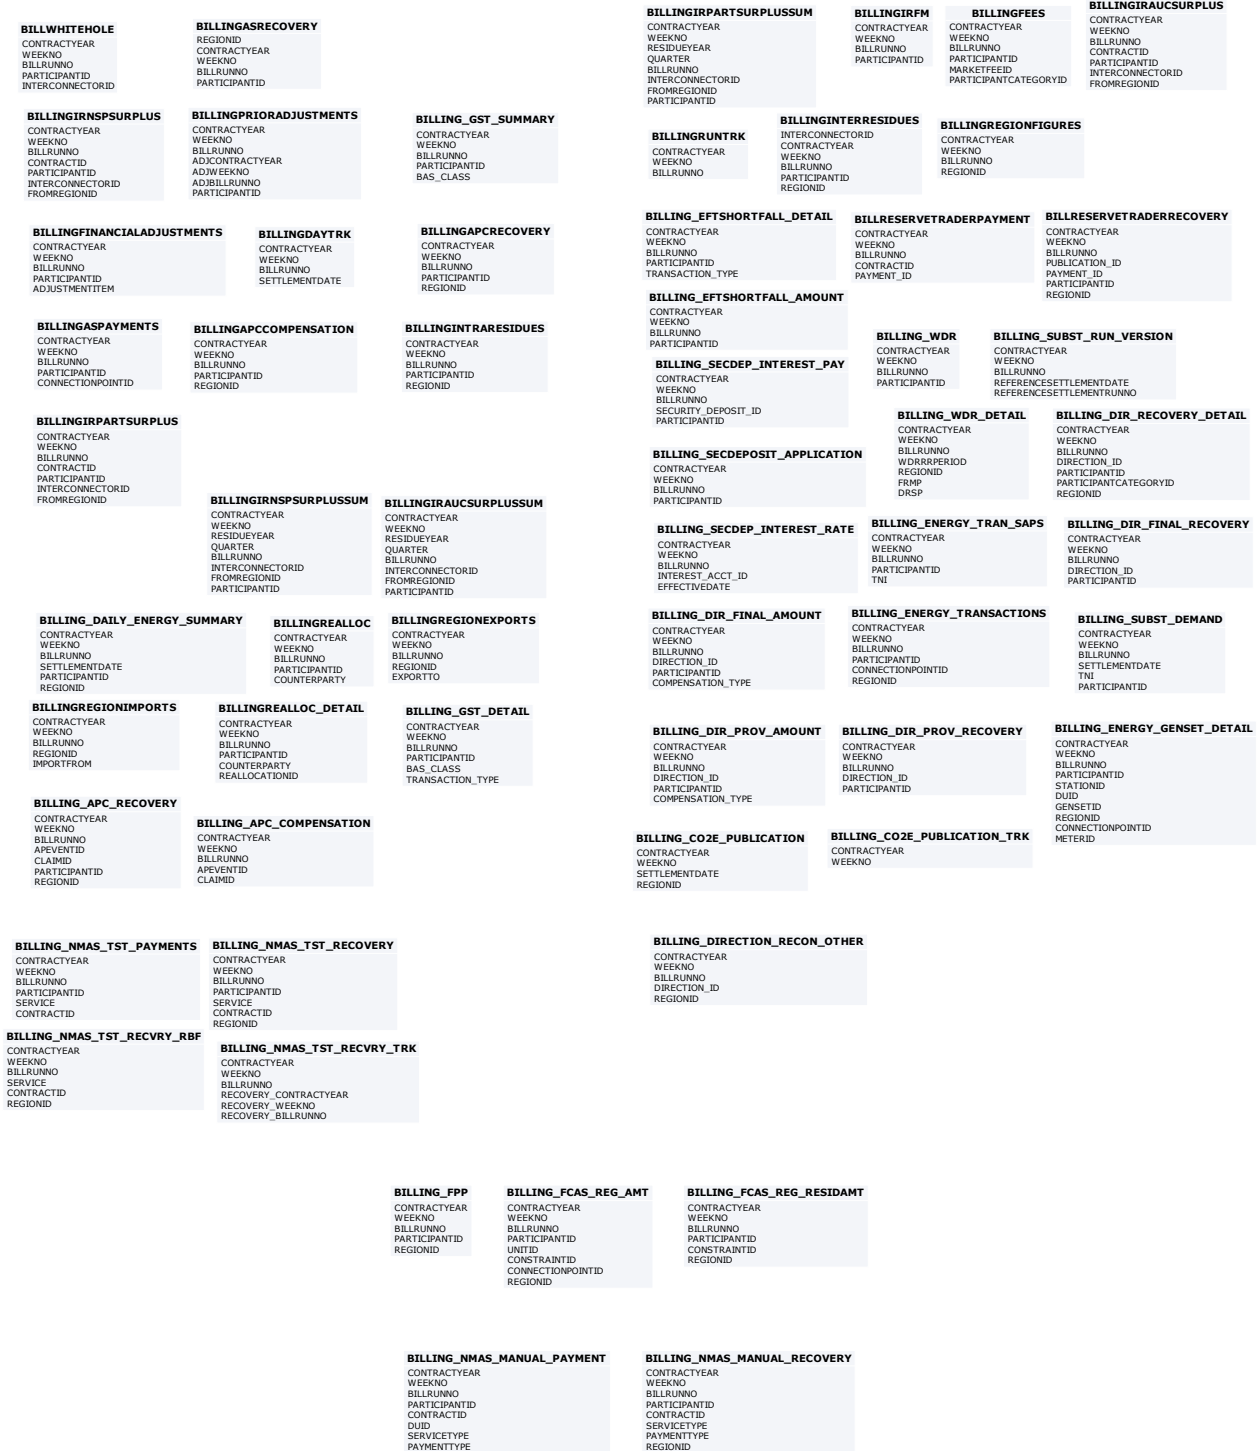 BILLWHITEHOLE
CONTRACTYEAR
WEEKNO
BILLRUNNO
PARTICIPANTID
INTERCONNECTORID
BILLINGASRECOVERY
REGIONID
CONTRACTYEAR
WEEKNO
BILLRUNNO
PARTICIPANTID
BILLINGIRPARTSURPLUSSUM
CONTRACTYEAR
WEEKNO
RESIDUEYEAR
QUARTER
BILLRUNNO
INTERCONNECTORID
FROMREGIONID
PARTICIPANTID
BILLINGIRFM
CONTRACTYEAR
WEEKNO
BILLRUNNO
PARTICIPANTID
BILLINGFEES
CONTRACTYEAR
WEEKNO
BILLRUNNO
PARTICIPANTID
MARKETFEEID
PARTICIPANTCATEGORYID
BILLINGIRAUCSURPLUS
CONTRACTYEAR
WEEKNO
BILLRUNNO
CONTRACTID
PARTICIPANTID
INTERCONNECTORID
FROMREGIONID
BILLINGIRNSPSURPLUS
CONTRACTYEAR
WEEKNO
BILLRUNNO
CONTRACTID
PARTICIPANTID
INTERCONNECTORID
FROMREGIONID
BILLINGPRIORADJUSTMENTS
CONTRACTYEAR
WEEKNO
BILLRUNNO
ADJCONTRACTYEAR
ADJWEEKNO
ADJBILLRUNNO
PARTICIPANTID
BILLING_GST_SUMMARY
CONTRACTYEAR
WEEKNO
BILLRUNNO
PARTICIPANTID
BAS_CLASS
BILLINGRUNTRK
CONTRACTYEAR
WEEKNO
BILLRUNNO
BILLINGINTERRESIDUES
INTERCONNECTORID
CONTRACTYEAR
WEEKNO
BILLRUNNO
PARTICIPANTID
REGIONID
BILLINGREGIONFIGURES
CONTRACTYEAR
WEEKNO
BILLRUNNO
REGIONID
BILLINGFINANCIALADJUSTMENTS
CONTRACTYEAR
WEEKNO
BILLRUNNO
PARTICIPANTID
ADJUSTMENTITEM
BILLINGDAYTRK
CONTRACTYEAR
WEEKNO
BILLRUNNO
SETTLEMENTDATE
BILLINGAPCRECOVERY
CONTRACTYEAR
WEEKNO
BILLRUNNO
PARTICIPANTID
REGIONID
BILLING_EFTSHORTFALL_DETAIL
CONTRACTYEAR
WEEKNO
BILLRUNNO
PARTICIPANTID
TRANSACTION_TYPE
BILLRESERVETRADERPAYMENT
CONTRACTYEAR
WEEKNO
BILLRUNNO
CONTRACTID
PAYMENT_ID
BILLRESERVETRADERRECOVERY
CONTRACTYEAR
WEEKNO
BILLRUNNO
PUBLICATION_ID
PAYMENT_ID
PARTICIPANTID
REGIONID
BILLING_EFTSHORTFALL_AMOUNT
CONTRACTYEAR
WEEKNO
BILLRUNNO
PARTICIPANTID
BILLINGASPAYMENTS
CONTRACTYEAR
WEEKNO
BILLRUNNO
PARTICIPANTID
CONNECTIONPOINTID
BILLINGAPCCOMPENSATION
CONTRACTYEAR
WEEKNO
BILLRUNNO
PARTICIPANTID
REGIONID
BILLINGINTRARESIDUES
CONTRACTYEAR
WEEKNO
BILLRUNNO
PARTICIPANTID
REGIONID
BILLING_SECDEP_INTEREST_PAY
CONTRACTYEAR
WEEKNO
BILLRUNNO
SECURITY_DEPOSIT_ID
PARTICIPANTID
BILLING_WDR
CONTRACTYEAR
WEEKNO
BILLRUNNO
PARTICIPANTID
BILLING_SUBST_RUN_VERSION
CONTRACTYEAR
WEEKNO
BILLRUNNO
REFERENCESETTLEMENTDATE
REFERENCESETTLEMENTRUNNO
BILLINGIRPARTSURPLUS
CONTRACTYEAR
WEEKNO
BILLRUNNO
CONTRACTID
PARTICIPANTID
INTERCONNECTORID
FROMREGIONID
BILLING_SECDEPOSIT_APPLICATION
CONTRACTYEAR
WEEKNO
BILLRUNNO
PARTICIPANTID
BILLING_WDR_DETAIL
CONTRACTYEAR
WEEKNO
BILLRUNNO
WDRRRPERIOD
REGIONID
FRMP
DRSP
BILLING_DIR_RECOVERY_DETAIL
CONTRACTYEAR
WEEKNO
BILLRUNNO
DIRECTION_ID
PARTICIPANTID
PARTICIPANTCATEGORYID
REGIONID
BILLINGIRNSPSURPLUSSUM
CONTRACTYEAR
WEEKNO
RESIDUEYEAR
QUARTER
BILLRUNNO
INTERCONNECTORID
FROMREGIONID
PARTICIPANTID
BILLINGIRAUCSURPLUSSUM
CONTRACTYEAR
WEEKNO
RESIDUEYEAR
QUARTER
BILLRUNNO
INTERCONNECTORID
FROMREGIONID
PARTICIPANTID
BILLING_SECDEP_INTEREST_RATE
CONTRACTYEAR
WEEKNO
BILLRUNNO
INTEREST_ACCT_ID
EFFECTIVEDATE
BILLING_ENERGY_TRAN_SAPS
CONTRACTYEAR
WEEKNO
BILLRUNNO
PARTICIPANTID
TNI
BILLING_DIR_FINAL_RECOVERY
CONTRACTYEAR
WEEKNO
BILLRUNNO
DIRECTION_ID
PARTICIPANTID
BILLING_DAILY_ENERGY_SUMMARY
CONTRACTYEAR
WEEKNO
BILLRUNNO
SETTLEMENTDATE
PARTICIPANTID
REGIONID
BILLINGREALLOC
CONTRACTYEAR
WEEKNO
BILLRUNNO
PARTICIPANTID
COUNTERPARTY
BILLINGREGIONEXPORTS
CONTRACTYEAR
WEEKNO
BILLRUNNO
REGIONID
EXPORTTO
BILLING_DIR_FINAL_AMOUNT
CONTRACTYEAR
WEEKNO
BILLRUNNO
DIRECTION_ID
PARTICIPANTID
COMPENSATION_TYPE
BILLING_ENERGY_TRANSACTIONS
CONTRACTYEAR
WEEKNO
BILLRUNNO
PARTICIPANTID
CONNECTIONPOINTID
REGIONID
BILLING_SUBST_DEMAND
CONTRACTYEAR
WEEKNO
BILLRUNNO
SETTLEMENTDATE
TNI
PARTICIPANTID
BILLINGREGIONIMPORTS
CONTRACTYEAR
WEEKNO
BILLRUNNO
REGIONID
IMPORTFROM
BILLINGREALLOC_DETAIL
CONTRACTYEAR
WEEKNO
BILLRUNNO
PARTICIPANTID
COUNTERPARTY
REALLOCATIONID
BILLING_GST_DETAIL
CONTRACTYEAR
WEEKNO
BILLRUNNO
PARTICIPANTID
BAS_CLASS
TRANSACTION_TYPE
BILLING_DIR_PROV_AMOUNT
CONTRACTYEAR
WEEKNO
BILLRUNNO
DIRECTION_ID
PARTICIPANTID
COMPENSATION_TYPE
BILLING_DIR_PROV_RECOVERY
CONTRACTYEAR
WEEKNO
BILLRUNNO
DIRECTION_ID
PARTICIPANTID
BILLING_ENERGY_GENSET_DETAIL
CONTRACTYEAR
WEEKNO
BILLRUNNO
PARTICIPANTID
STATIONID
DUID
GENSETID
REGIONID
CONNECTIONPOINTID
METERID
BILLING_APC_RECOVERY
CONTRACTYEAR
WEEKNO
BILLRUNNO
APEVENTID
CLAIMID
PARTICIPANTID
REGIONID
BILLING_APC_COMPENSATION
CONTRACTYEAR
WEEKNO
BILLRUNNO
APEVENTID
CLAIMID
BILLING_CO2E_PUBLICATION
CONTRACTYEAR
WEEKNO
SETTLEMENTDATE
REGIONID
BILLING_CO2E_PUBLICATION_TRK
CONTRACTYEAR
WEEKNO
BILLING_NMAS_TST_PAYMENTS
CONTRACTYEAR
WEEKNO
BILLRUNNO
PARTICIPANTID
SERVICE
CONTRACTID
BILLING_NMAS_TST_RECOVERY
CONTRACTYEAR
WEEKNO
BILLRUNNO
PARTICIPANTID
SERVICE
CONTRACTID
REGIONID
BILLING_DIRECTION_RECON_OTHER
CONTRACTYEAR
WEEKNO
BILLRUNNO
DIRECTION_ID
REGIONID
BILLING_NMAS_TST_RECVRY_RBF
CONTRACTYEAR
WEEKNO
BILLRUNNO
SERVICE
CONTRACTID
REGIONID
BILLING_NMAS_TST_RECVRY_TRK
CONTRACTYEAR
WEEKNO
BILLRUNNO
RECOVERY_CONTRACTYEAR
RECOVERY_WEEKNO
RECOVERY_BILLRUNNO
BILLING_FPP
CONTRACTYEAR
WEEKNO
BILLRUNNO
PARTICIPANTID
REGIONID
BILLING_FCAS_REG_AMT
CONTRACTYEAR
WEEKNO
BILLRUNNO
PARTICIPANTID
UNITID
CONSTRAINTID
CONNECTIONPOINTID
REGIONID
BILLING_FCAS_REG_RESIDAMT
CONTRACTYEAR
WEEKNO
BILLRUNNO
PARTICIPANTID
CONSTRAINTID
REGIONID
BILLING_NMAS_MANUAL_PAYMENT
CONTRACTYEAR
WEEKNO
BILLRUNNO
PARTICIPANTID
CONTRACTID
DUID
SERVICETYPE
PAYMENTTYPE
BILLING_NMAS_MANUAL_RECOVERY
CONTRACTYEAR
WEEKNO
BILLRUNNO
PARTICIPANTID
CONTRACTID
SERVICETYPE
PAYMENTTYPE
REGIONID